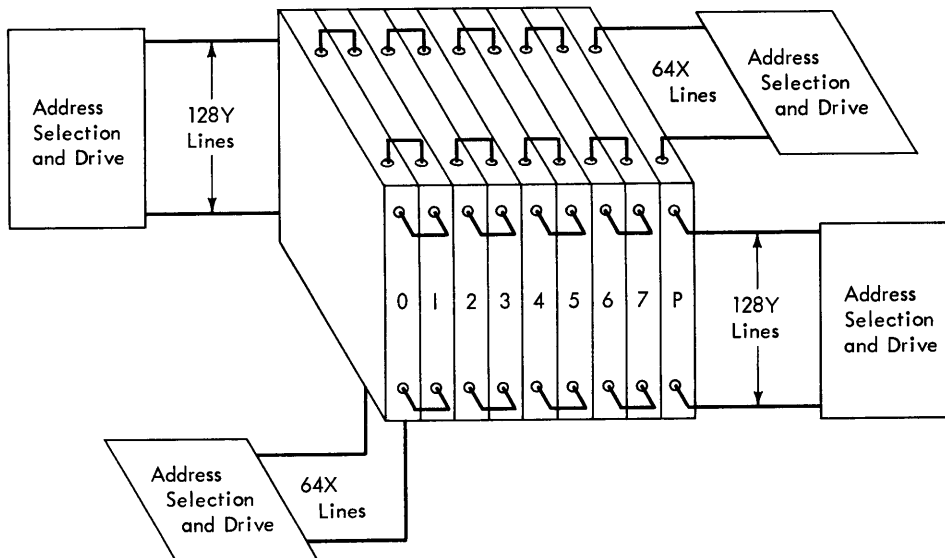 Address
Selection
and Drive
128Y
Lines
64X
Lines
Address
Selection
and Drive
0 1 2 3 4 5 6 7 P
128Y
Lines
Address
Selection
and Drive
Address
Selection
and Drive
64X
Lines